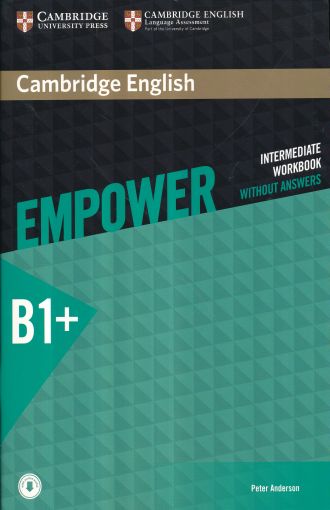 CAMBRIDGE
UNIVERSITY PRESS
CAMBRIDGE ENGLISH
Language Assessment
Part of the University of Cambridge
Cambridge English
EMPOWER
INTERMEDIATE
WORKBOOK
WITHOUT ANSWERS
B1+
Peter Anderson